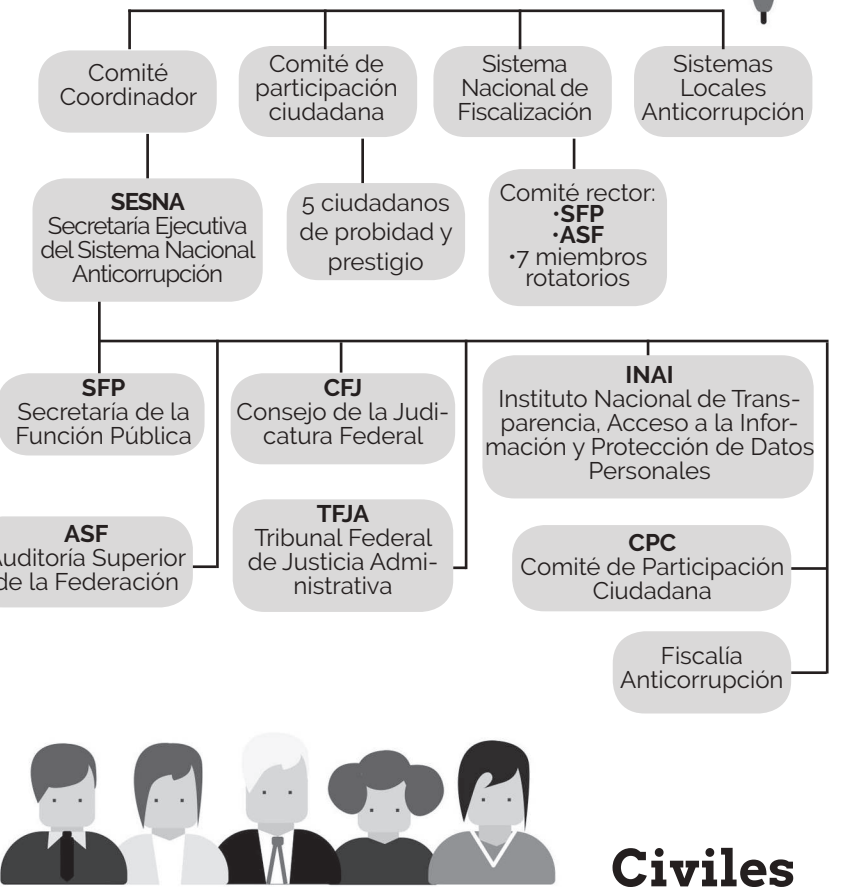 Comité
Coordinador
Comité de
participación
ciudadana
Sistema
Nacional de
Fiscalización
Sistemas
Locales
Anticorrupción
SESNA
Secretaría Ejecutiva
del Sistema Nacional
Anticorrupción
5 ciudadanos
de probidad y
prestigio
Comité rector:
•SFP
•ASF
•7 miembros
rotatorios
SFP
Secretaría de la
Función Pública
CFJ
Consejo de la Judi-
catura Federal
INAI
Instituto Nacional de Trans-
parencia, Acceso a la Infor-
mación y Protección de Datos
Personales
ASF
Auditoría Superior
de la Federación
TFJA
Tribunal Federal
de Justicia Admi-
nistrativa
CPC
Comité de Participación
Ciudadana
Fiscalía
Anticorrupción
Civiles